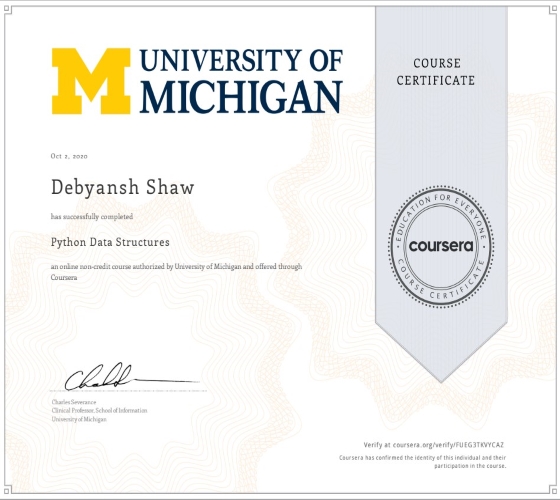 UNIVERSITY OF
MICHIGAN
COURSE
CERTIFICATE
Oct 2, 2020
Debyansh Shaw
has successfully completed
Python Data Structures
an online non-credit course authorized by University of Michigan and offered through
Coursera
EDUCATION FOR EVERYONE
coursera
COURSE CERTIFICATE
Charles Severance
Clinical Professor, School of Information
University of Michigan
Verify at coursera.org/verify/FUEG3TKVYCAZ
Coursera has confirmed the identity of this individual and their
participation in the course.